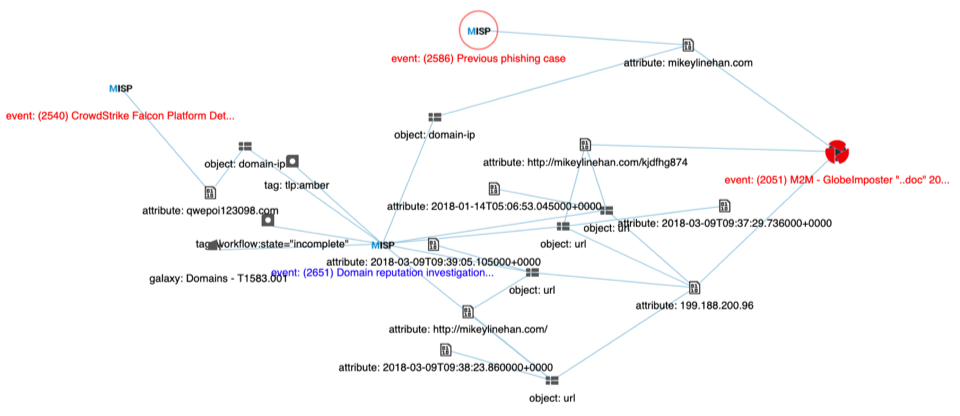 MISP
event: (2586) Previous phishing case
attribute: mikeylinehan.com
MISP
event: (2540) CrowdStrike Falcon Platform Det...
object: domain-ip
object: domain-ip
attribute: http://mikeylinehan.com/kjdfhg874
event: (2051) M2M - GlobeImposter "..doc" 20...
tag: tlp:amber
attribute: qwepoi123098.com
attribute: 2018-01-14T05:06:53.045000+0000
attribute: 2018-03-09T09:37:29.736000+0000
object: url
object: url
tag: workflow:state="incomplete"
MISP
attribute: 2018-03-09T09:39:05.105000+0000
event: (2651) Domain reputation investigation...
galaxy: Domains - T1583.001
object: url
attribute: 199.188.200.96
attribute: http://mikeylinehan.com/
attribute: 2018-03-09T09:38:23.860000+0000
object: url